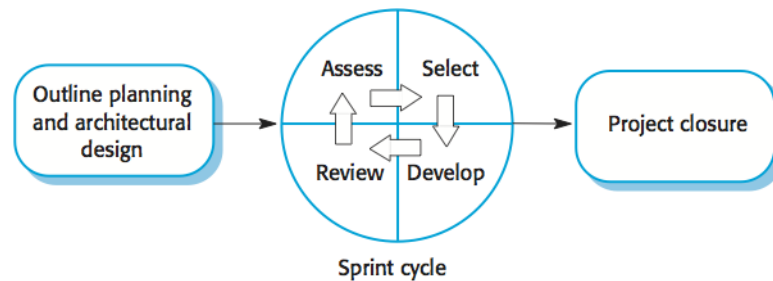 Outline planning
and architectural
design
Assess
Select
Review
Develop
Project closure
Sprint cycle